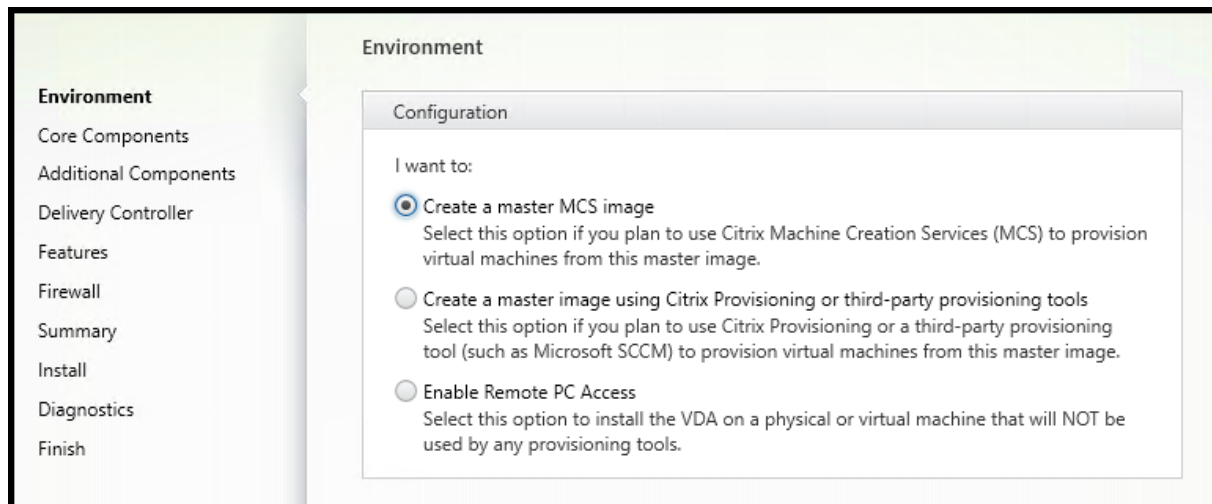 Environment
Core Components
Additional Components
Delivery Controller
Features
Firewall
Summary
Install
Diagnostics
Finish
Environment
Configuration
I want to:
Create a master MCS image
Select this option if you plan to use Citrix Machine Creation Services (MCS) to provision
virtual machines from this master image.
Create a master image using Citrix Provisioning or third-party provisioning tools
Select this option if you plan to use Citrix Provisioning or a third-party provisioning
tool (such as Microsoft SCCM) to provision virtual machines from this master image.
Enable Remote PC Access
Select this option to install the VDA on a physical or virtual machine that will NOT be
used by any provisioning tools.